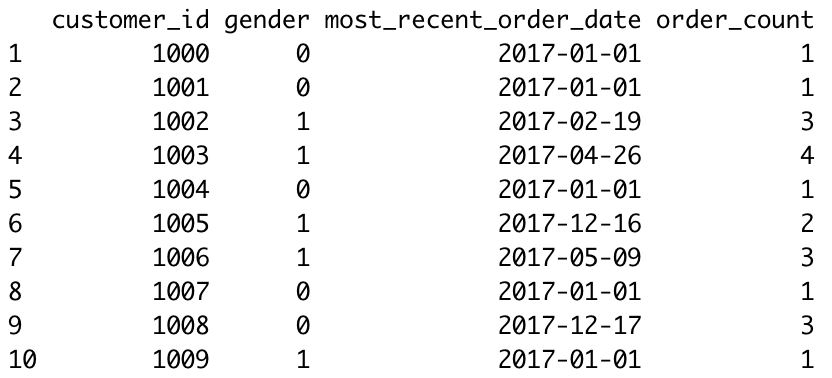 customer_id gender most_recent_order_date order_count
1 1000 0 2017-01-01 1
2 1001 0 2017-01-01 1
3 1002 1 2017-02-19 3
4 1003 1 2017-04-26 4
5 1004 0 2017-01-01 1
6 1005 1 2017-12-16 2
7 1006 1 2017-05-09 3
8 1007 0 2017-01-01 1
9 1008 0 2017-12-17 3
10 1009 1 2017-01-01 1